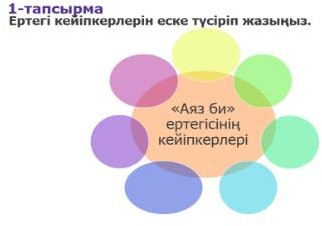 1-тапсырма
Ертегі кейіпкерлерін еске түсіріп жазыңыз.
«Аяз би»
ертегісінің
кейіпкерлері